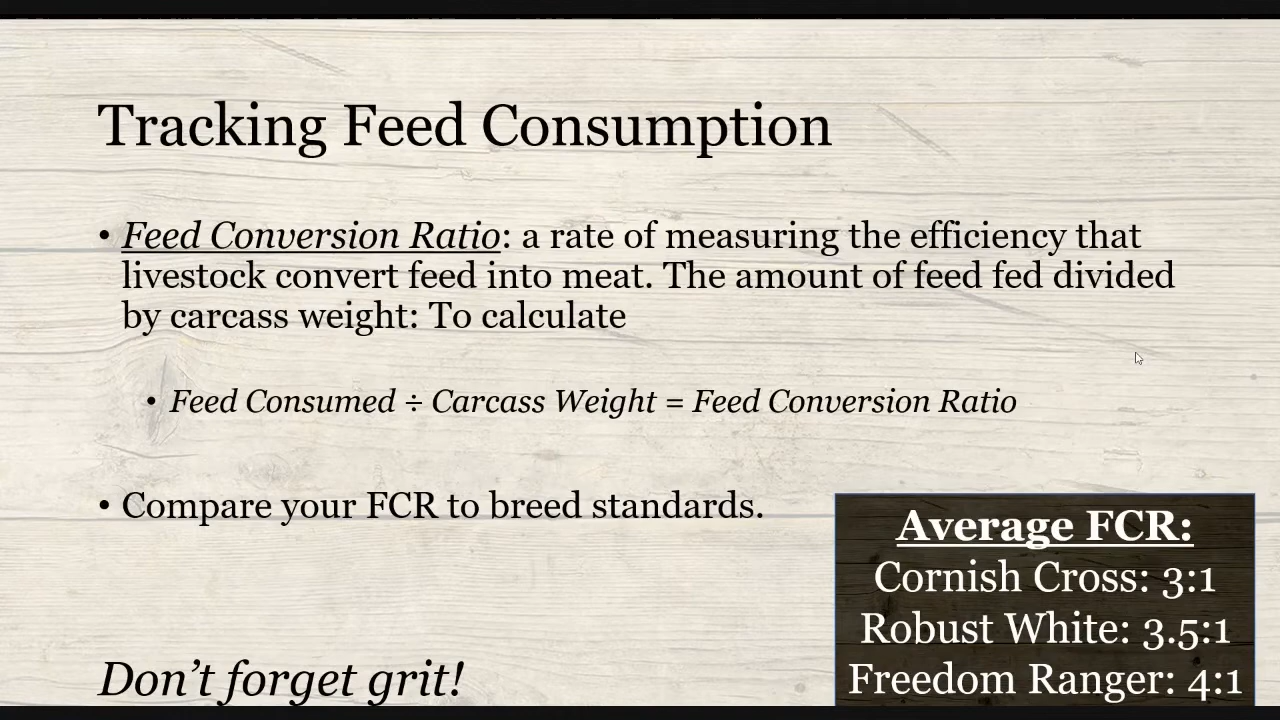 Tracking Feed Consumption
• Feed Conversion Ratio: a rate of measuring the efficiency that
livestock convert feed into meat. The amount of feed fed divided
by carcass weight: To calculate
• Feed Consumed ÷ Carcass Weight = Feed Conversion Ratio
• Compare your FCR to breed standards.
Average FCR:
Cornish Cross: 3:1
Robust White: 3.5:1
Freedom Ranger: 4:1
Don’t forget grit!